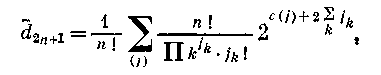 \tilde{d}_{2n+1} = \frac{1}{n!} \sum_{(j)} \frac{n!}{\prod k^{j_k} \cdot j_k!} 2^{c(j) + 2 \sum_k j_k},